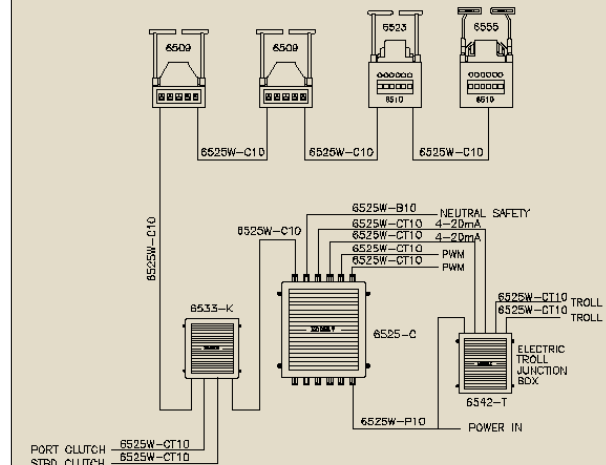 6509
6509
6523
6555
6510
6510
6525W-C10
6525W-C10
6525W-C10
6525W-C10
6525W-C10
6525W-B10
NEUTRAL SAFETY
6525W-CT10
4-20mA
6525W-CT10
4-20mA
6525W-CT10
PWM
6525W-CT10
PWM
6533-K
6525-C
6525W-CT10
TROLL
6525W-CT10
TROLL
ELECTRIC
TROLL
JUNCTION
BOX
6542-T
6525W-P10
POWER IN
PORT CLUTCH
6525W-CT10
STBD CLUTCH
6525W-CT10